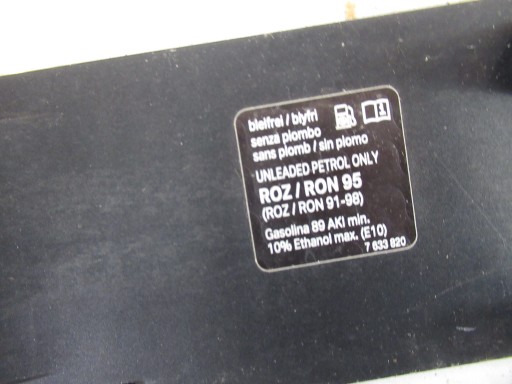 bleifrei / blyfri
senza piombo
sans plomb / sin plomo
UNLEADED PETROL ONLY
ROZ / RON 95
(ROZ / RON 91-98)
Gasolina 89 AKI min.
10% Ethanol max. (E10)
7 633 820